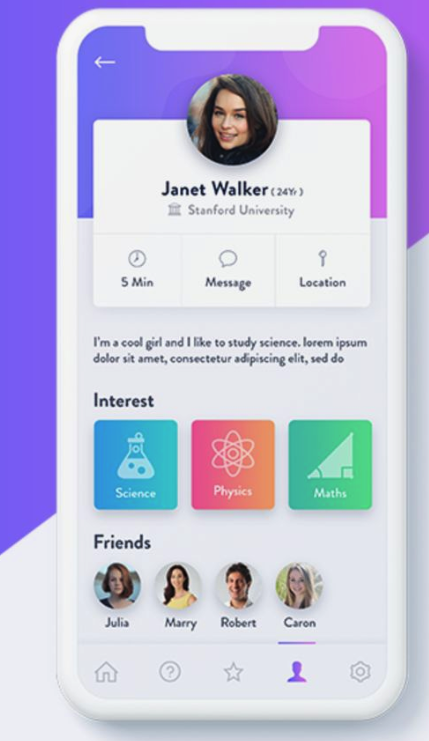 Janet Walker (24Yr)
Stanford University
5 Min
Message
Location
I'm a cool girl and I like to study science. lorem ipsum
dolor sit amet, consectetur adipiscing elit, sed do
Interest
Science
Physics
Maths
Friends
Julia
Marry
Robert
Caron